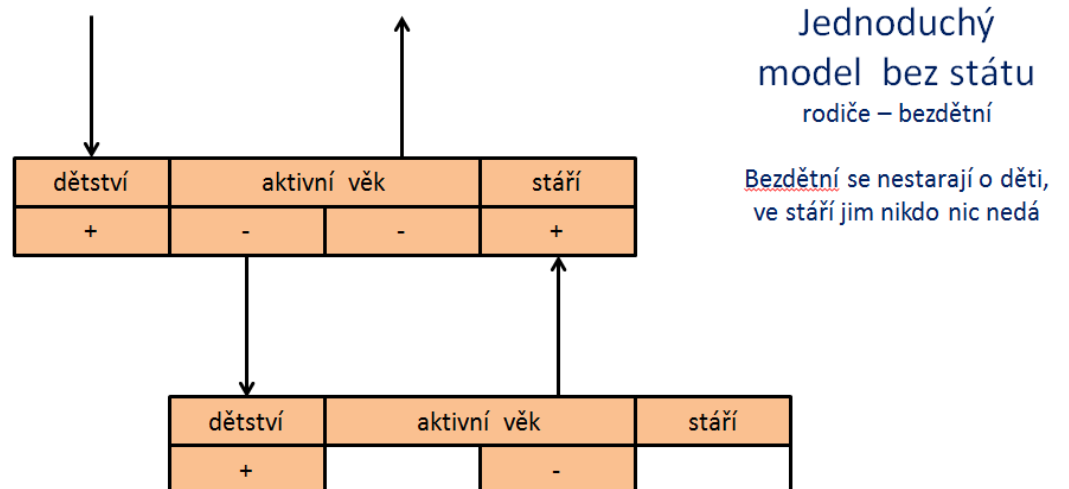 Jednoduchý
model bez státu
rodiče – bezdětní
Bezdětní se nestarají o děti,
ve stáří jim nikdo nic nedá
dětství aktivní věk stáří
+ - - +
dětství aktivní věk stáří
+ -